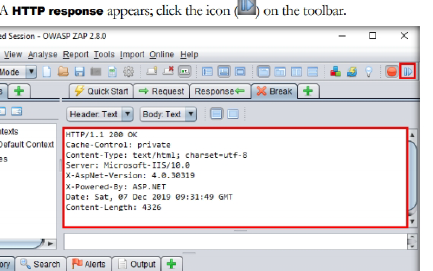 A HTTP response appears; click the icon ( ) on the toolbar.
ed Session - OWASP ZAP 2.8.0
View Analyse Report Tools Import Online Help
Mode
Quick Start Request Response Break
Header: Text Body: Text
texts
Default Context
es
HTTP/1.1 200 OK
Cache-Control: private
Content-Type: text/html; charset=utf-8
Server: Microsoft-IIS/10.0
X-AspNet-Version: 4.0.30319
X-Powered-By: ASP.NET
Date: Sat, 07 Dec 2019 09:31:49 GMT
Content-Length: 4326
ory Search Alerts Output